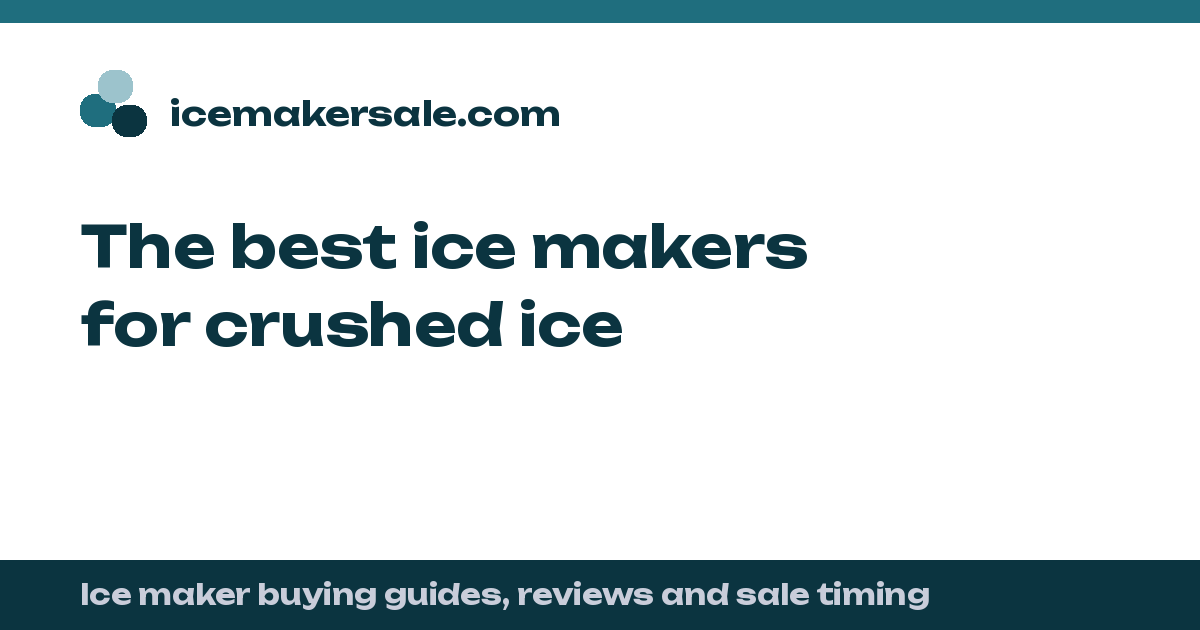 icemakersale.com
The best ice makers
for crushed ice
Ice maker buying guides, reviews and sale timing